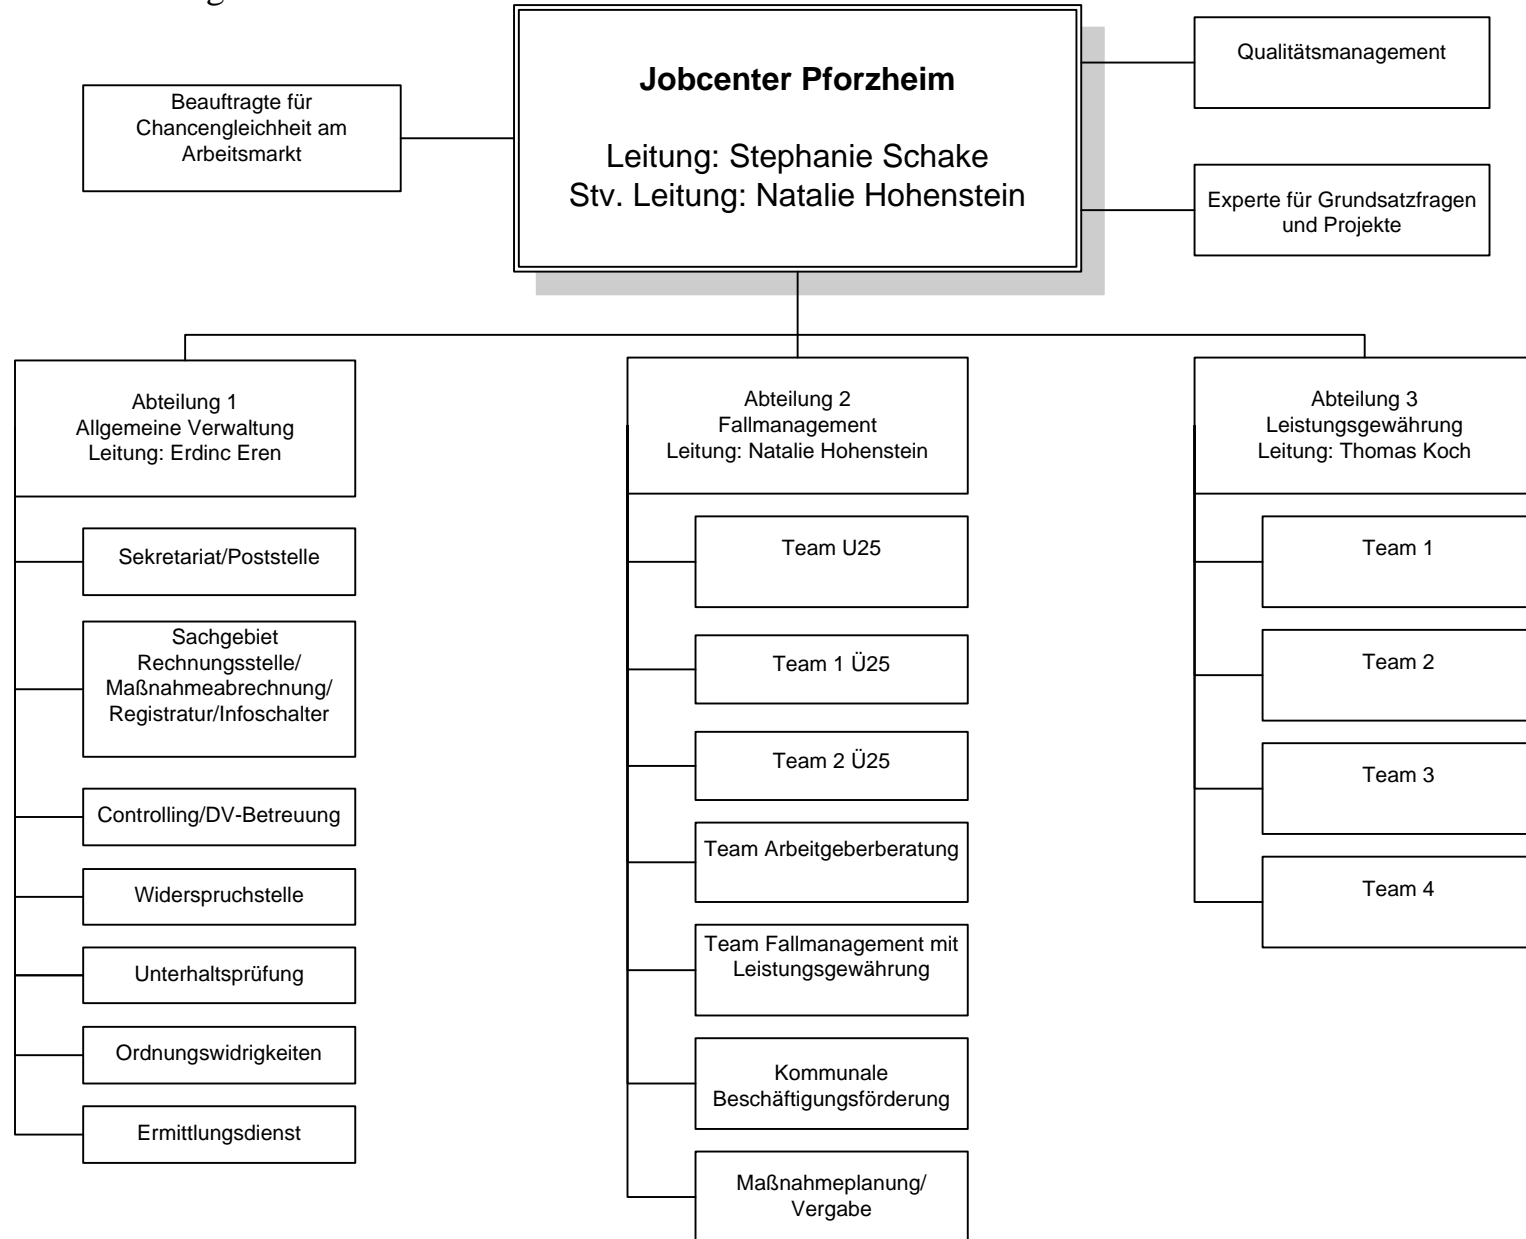 Jobcenter Pforzheim
Leitung: Stephanie Schake
Stv. Leitung: Natalie Hohenstein
Beauftragte für
Chancengleichheit am
Arbeitsmarkt
Qualitätsmanagement
Experte für Grundsatzfragen
und Projekte
Abteilung 1
Allgemeine Verwaltung
Leitung: Erdinc Eren
Sekretariat/Poststelle
Sachgebiet
Rechnungsstelle/
Maßnahmeabrechnung/
Registratur/Infoschalter
Controlling/DV-Betreuung
Widerspruchstelle
Unterhaltsprüfung
Ordnungswidrigkeiten
Ermittlungsdienst
Abteilung 2
Fallmanagement
Leitung: Natalie Hohenstein
Team U25
Team 1 Ü25
Team 2 Ü25
Team Arbeitgeberberatung
Team Fallmanagement mit
Leistungsgewährung
Kommunale
Beschäftigungsförderung
Maßnahmeplanung/
Vergabe
Abteilung 3
Leistungsgewährung
Leitung: Thomas Koch
Team 1
Team 2
Team 3
Team 4